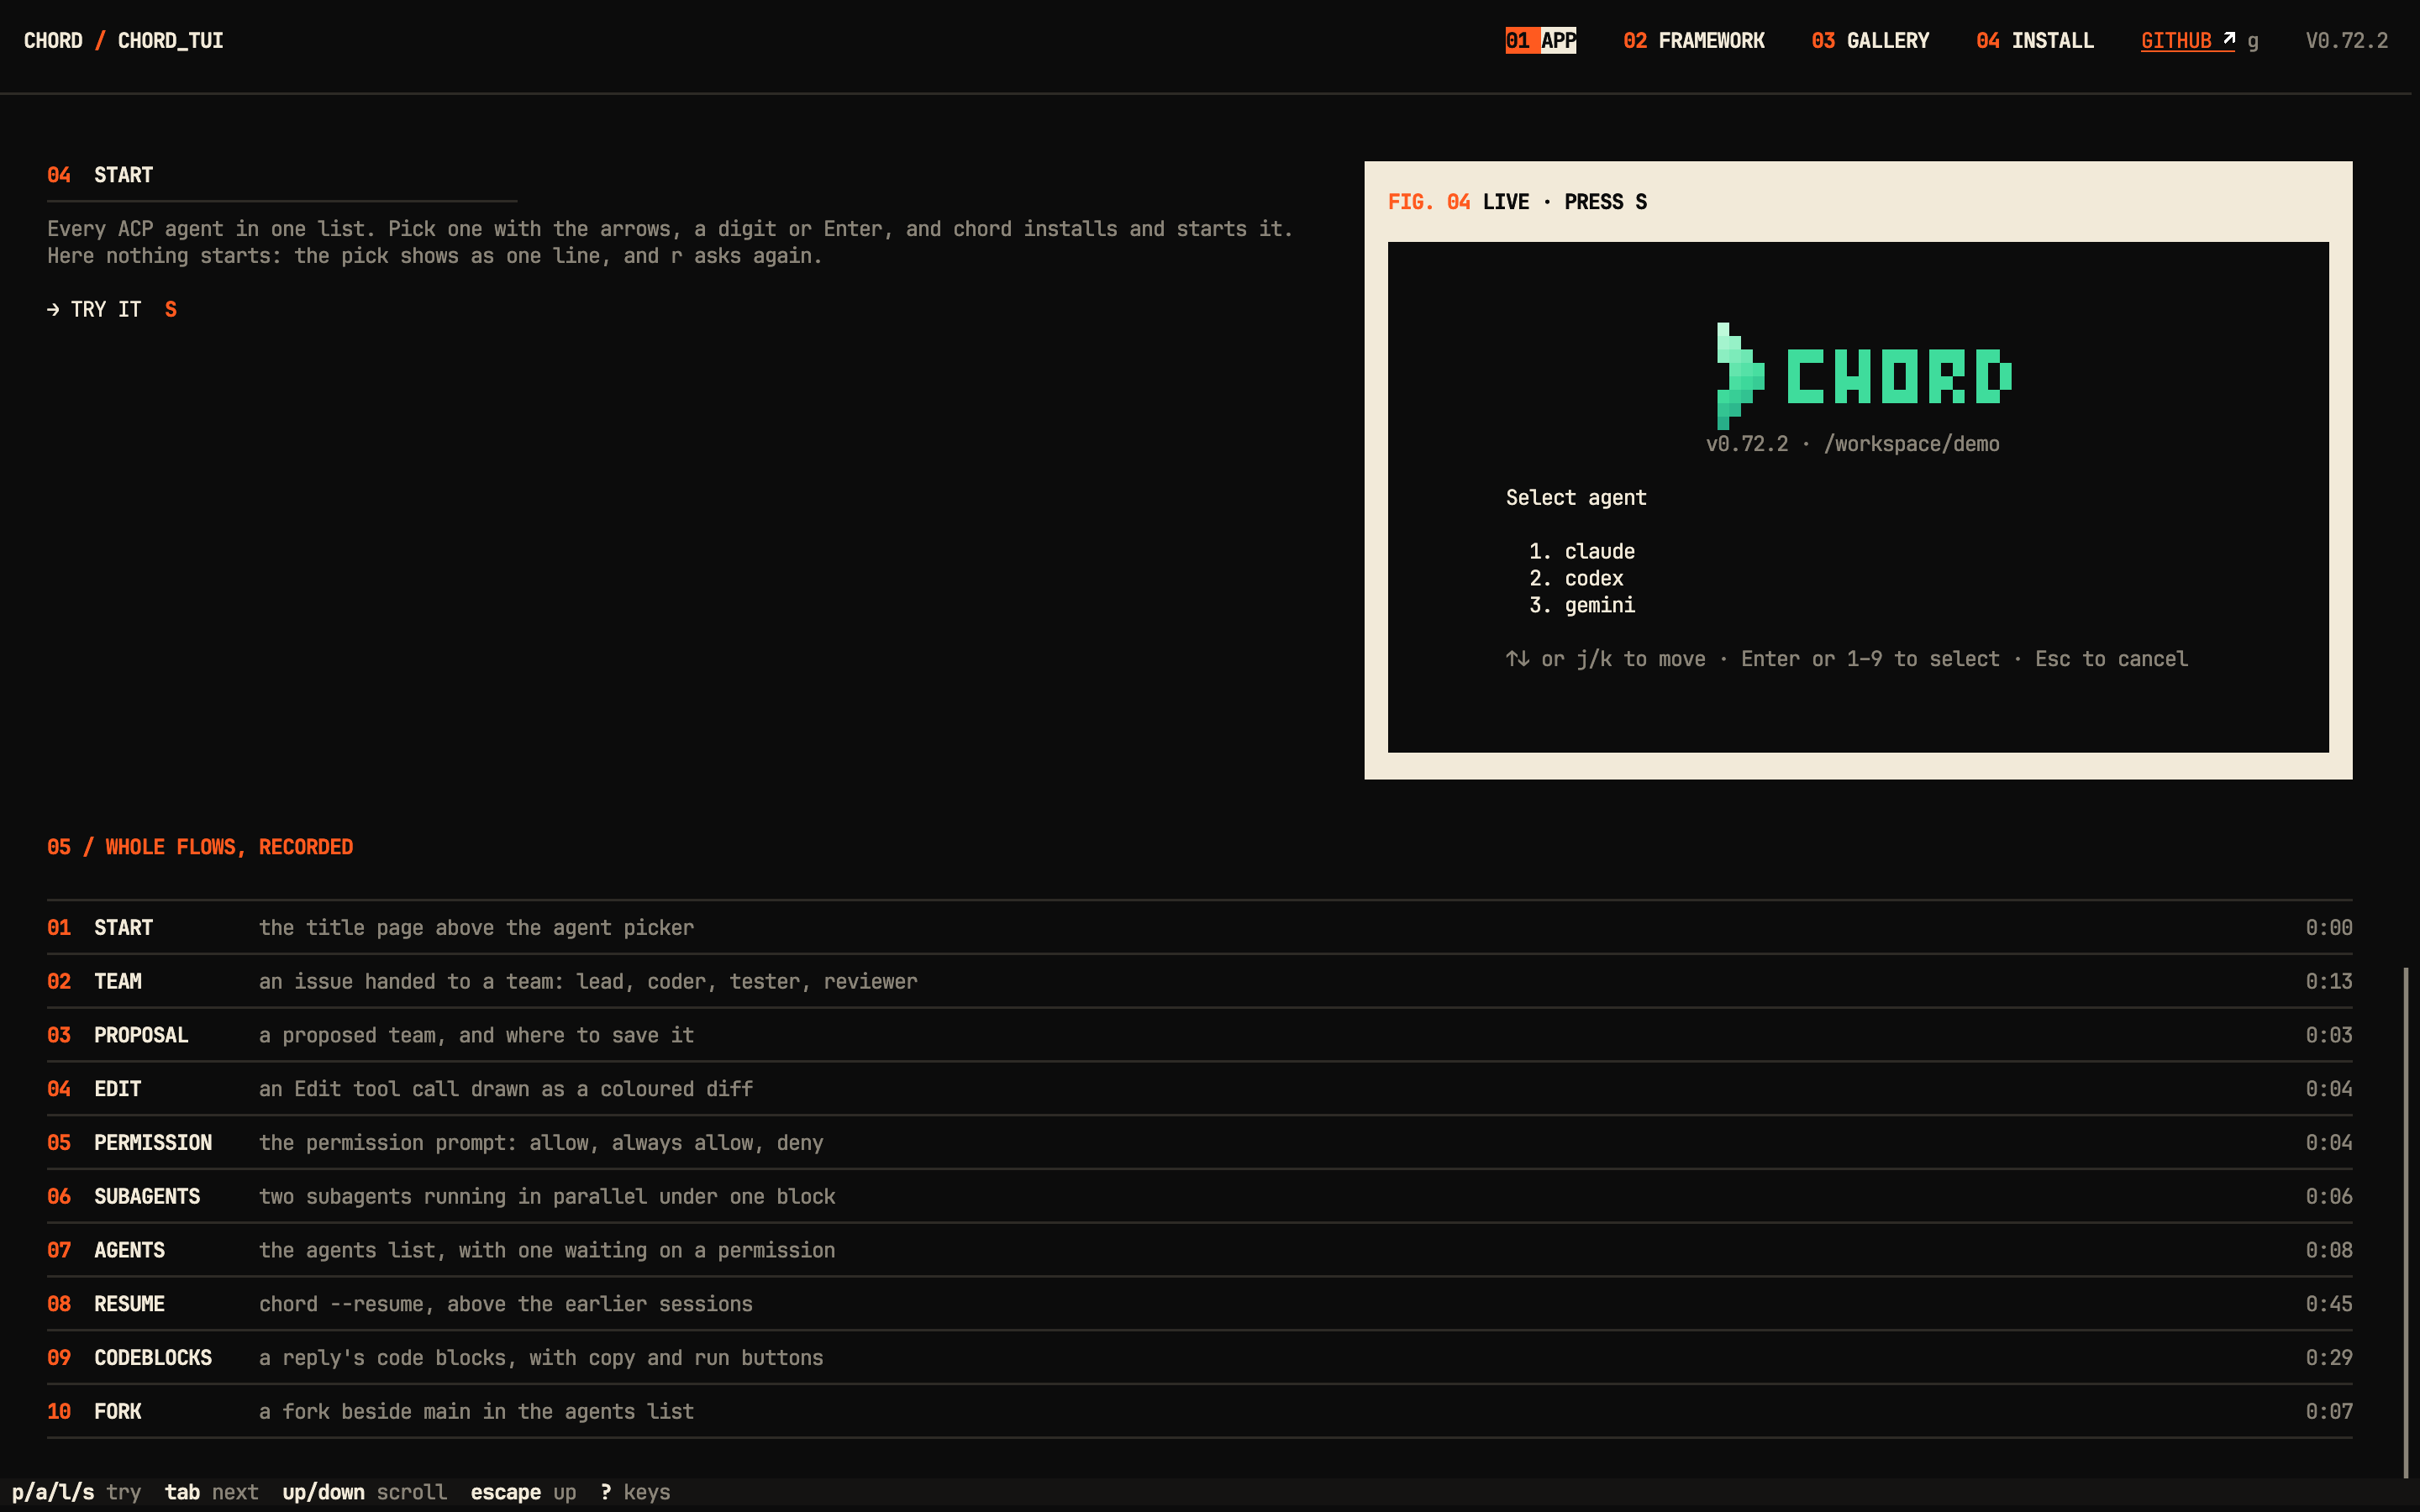 CHORD / CHORD_TUI
01 APP 02 FRAMEWORK 03 GALLERY 04 INSTALL GITHUB ↗ g V0.72.2
04 START
Every ACP agent in one list. Pick one with the arrows, a digit or Enter, and chord installs and starts it.
Here nothing starts: the pick shows as one line, and r asks again.
→ TRY IT S
FIG. 04 LIVE · PRESS S
CHORD
v0.72.2 · /workspace/demo
Select agent
1. claude
2. codex
3. gemini
↑↓ or j/k to move · Enter or 1–9 to select · Esc to cancel
05 / WHOLE FLOWS, RECORDED
01 START the title page above the agent picker 0:00
02 TEAM an issue handed to a team: lead, coder, tester, reviewer 0:13
03 PROPOSAL a proposed team, and where to save it 0:03
04 EDIT an Edit tool call drawn as a coloured diff 0:04
05 PERMISSION the permission prompt: allow, always allow, deny 0:04
06 SUBAGENTS two subagents running in parallel under one block 0:06
07 AGENTS the agents list, with one waiting on a permission 0:08
08 RESUME chord --resume, above the earlier sessions 0:45
09 CODEBLOCKS a reply's code blocks, with copy and run buttons 0:29
10 FORK a fork beside main in the agents list 0:07
p/a/l/s try tab next up/down scroll escape up ? keys